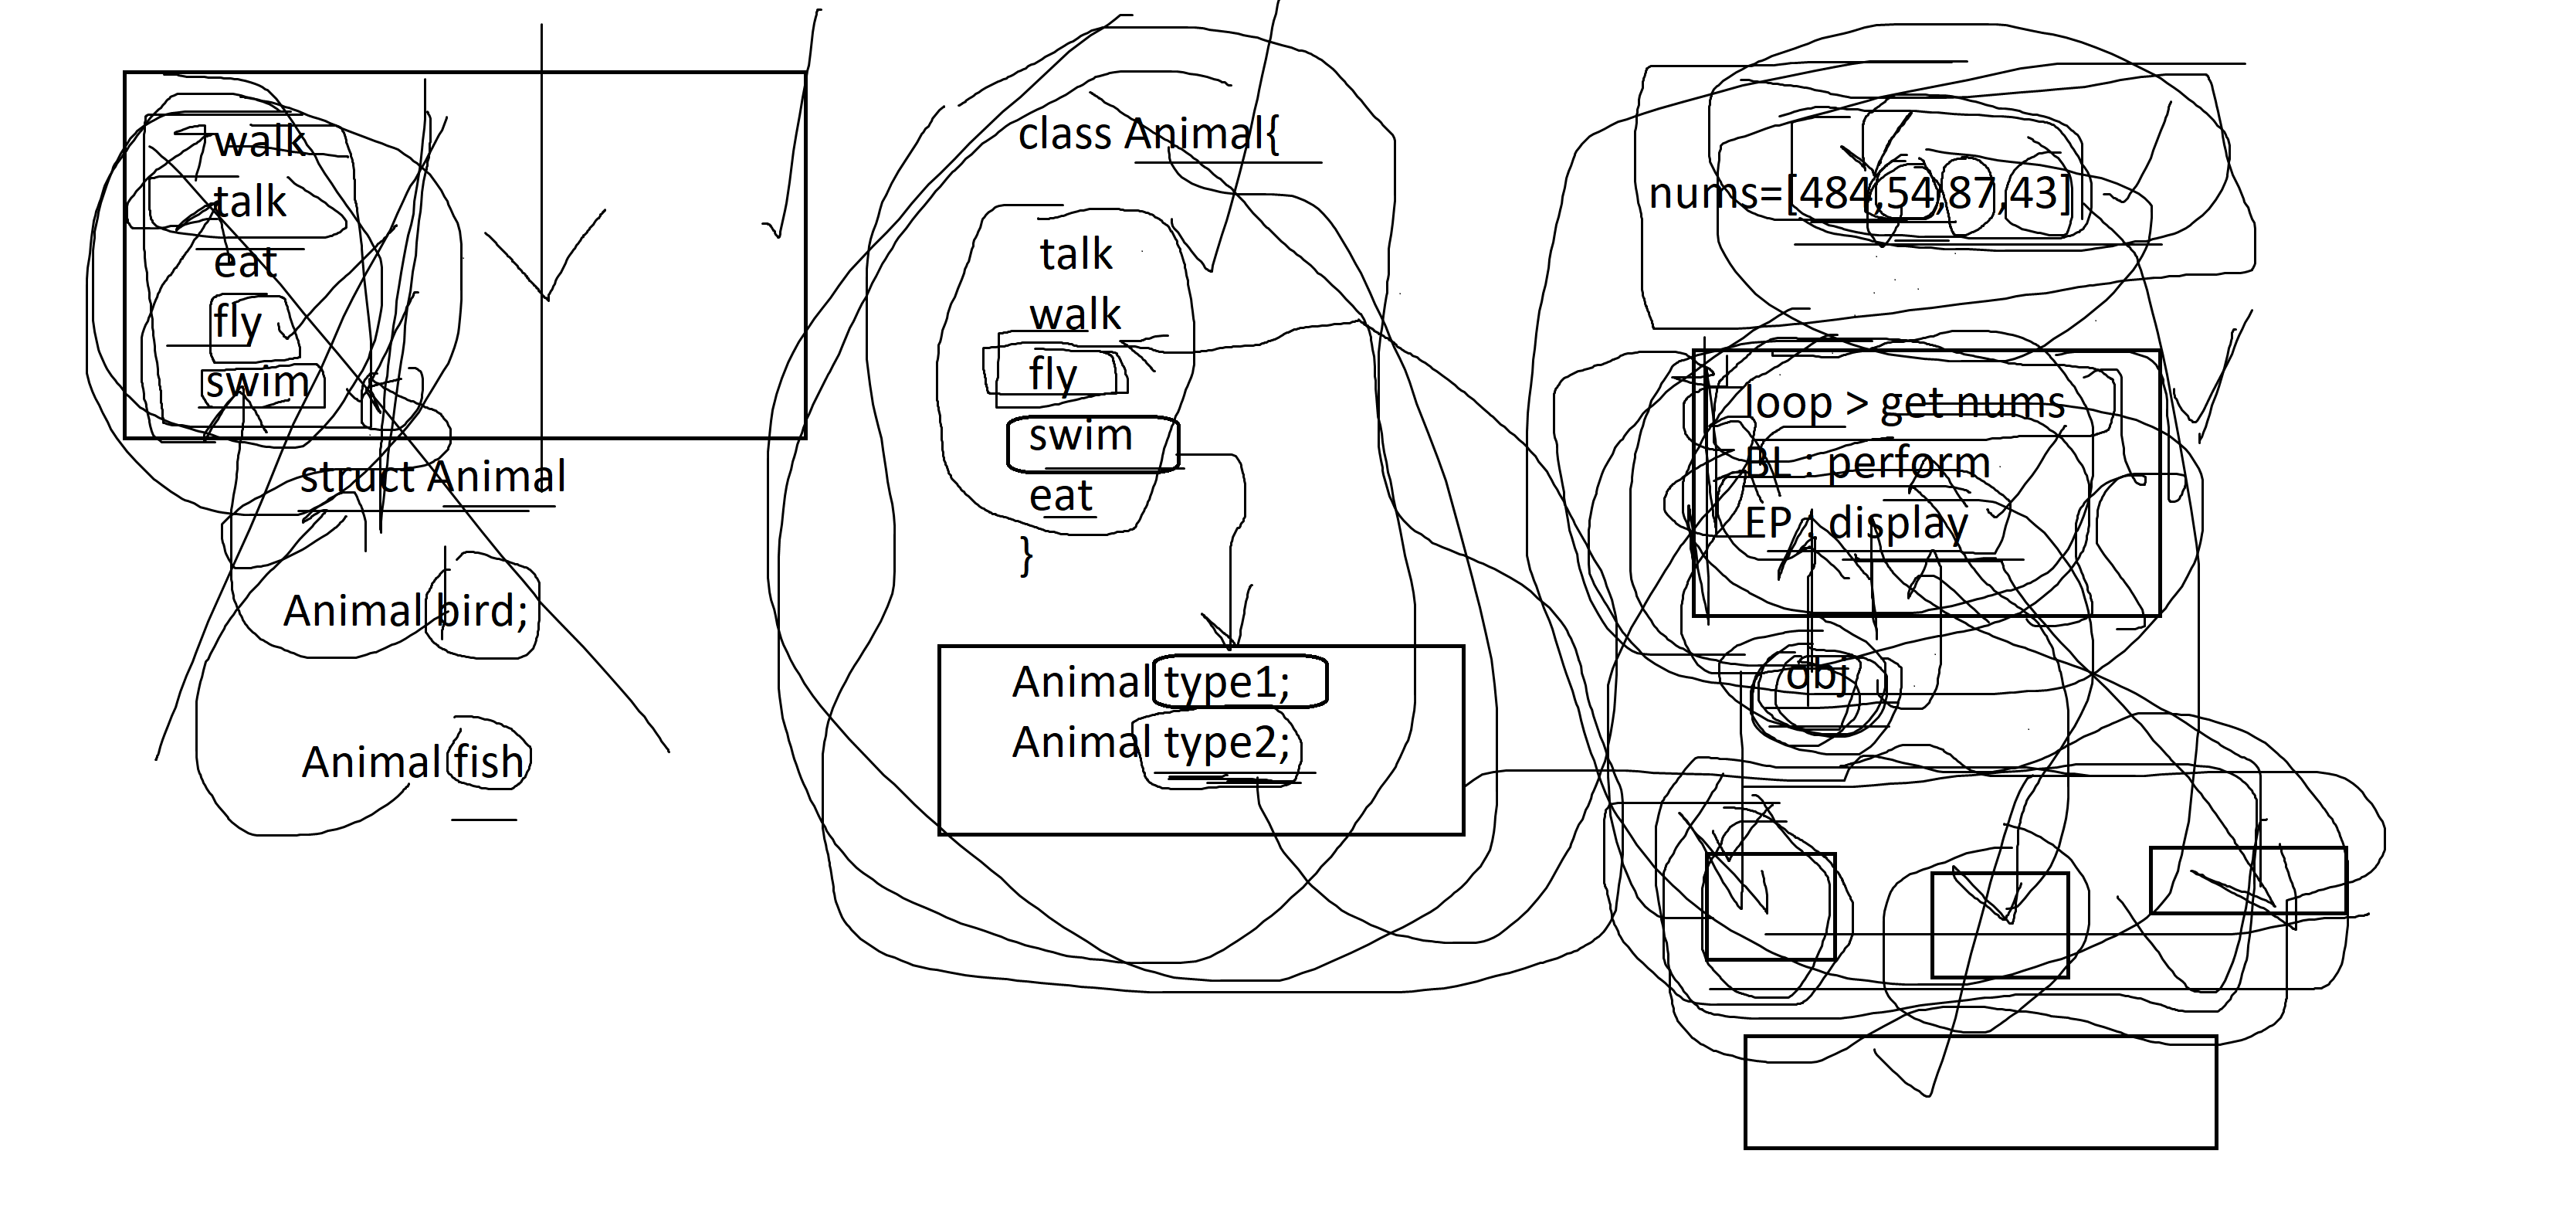 walk
talk
eat
fly
swim
struct Animal
Animal bird;
Animal fish
class Animal{
talk
walk
fly
swim
eat
}
Animal type1;
Animal type2;
nums=[484,54,87,43]
loop > get nums
BL : perform
EP : display
obj